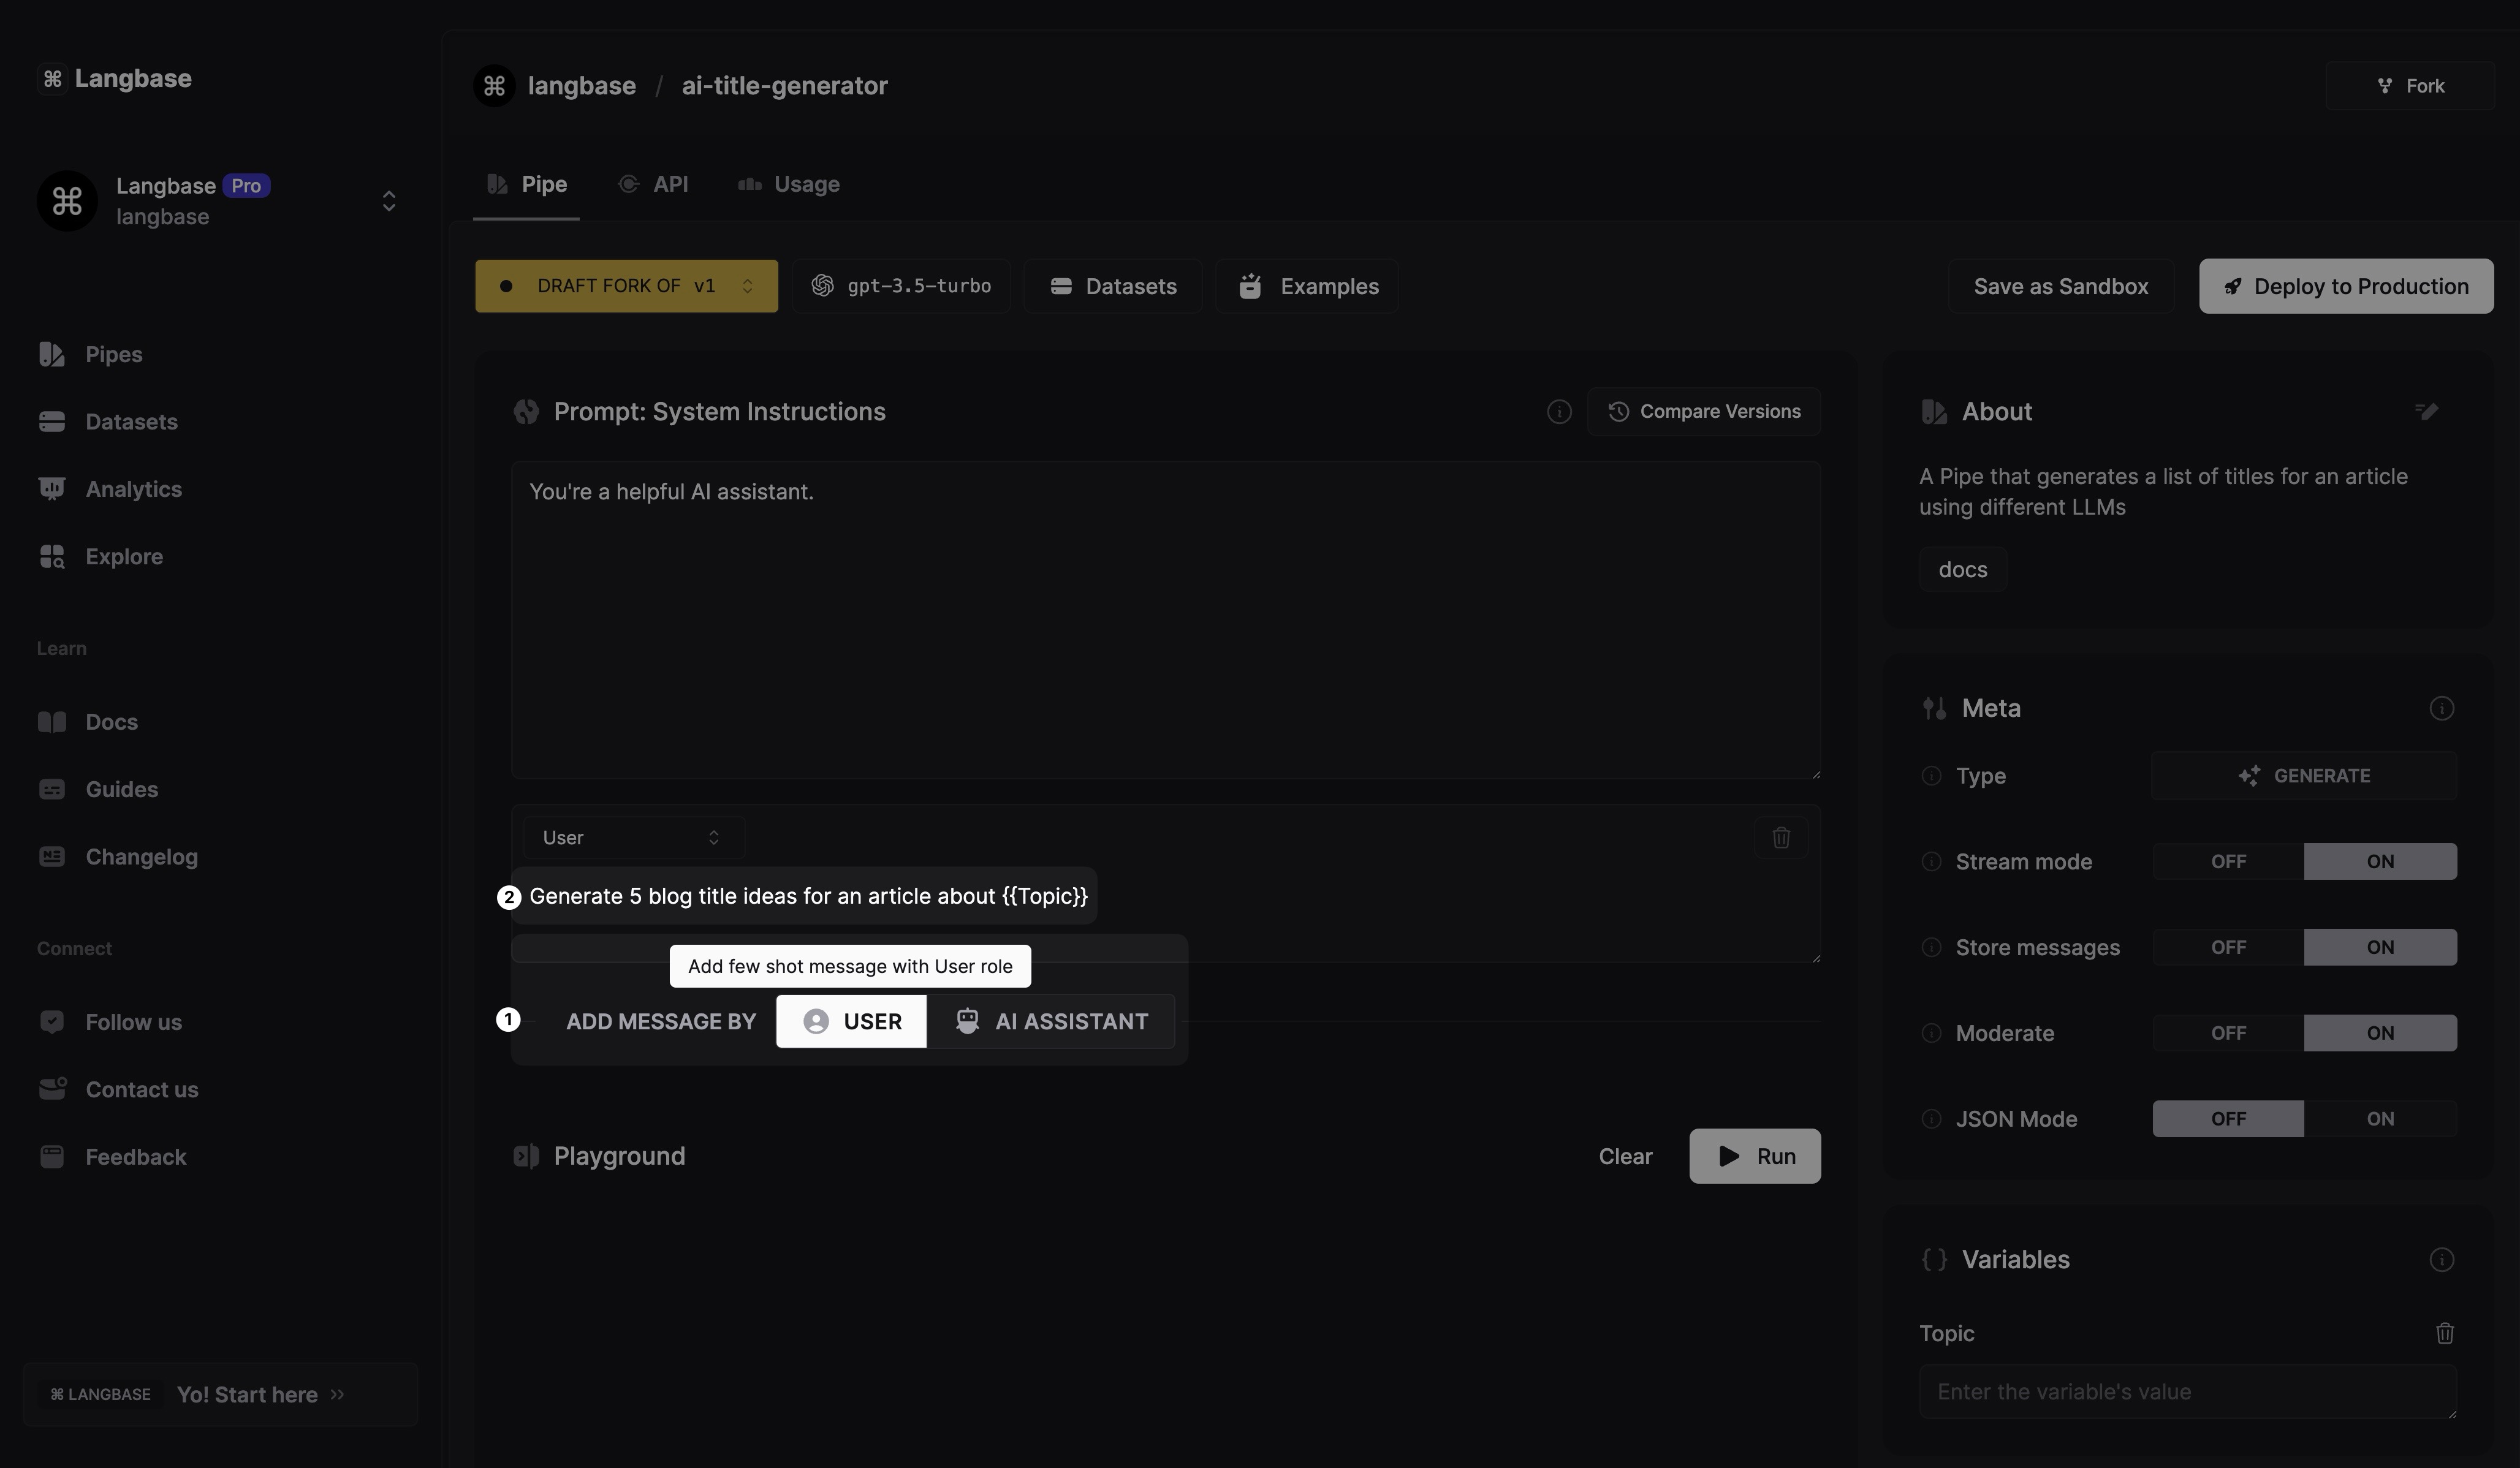 ⌘ Langbase
Langbase Pro
langbase
Pipes
Datasets
Analytics
Explore
Learn
Docs
Guides
Changelog
Connect
Follow us
Contact us
Feedback
⌘ LANGBASE Yo! Start here »
langbase / ai-title-generator
Fork
Pipe API Usage
DRAFT FORK OF v1
gpt-3.5-turbo
Datasets
Examples
Save as Sandbox
Deploy to Production
Prompt: System Instructions
Compare Versions
You're a helpful AI assistant.
User
2 Generate 5 blog title ideas for an article about {{Topic}}
Add few shot message with User role
1 ADD MESSAGE BY USER AI ASSISTANT
Playground
Clear
Run
About
A Pipe that generates a list of titles for an article
using different LLMs
docs
Meta
Type GENERATE
Stream mode OFF ON
Store messages OFF ON
Moderate OFF ON
JSON Mode OFF ON
{ } Variables
Topic
Enter the variable's value